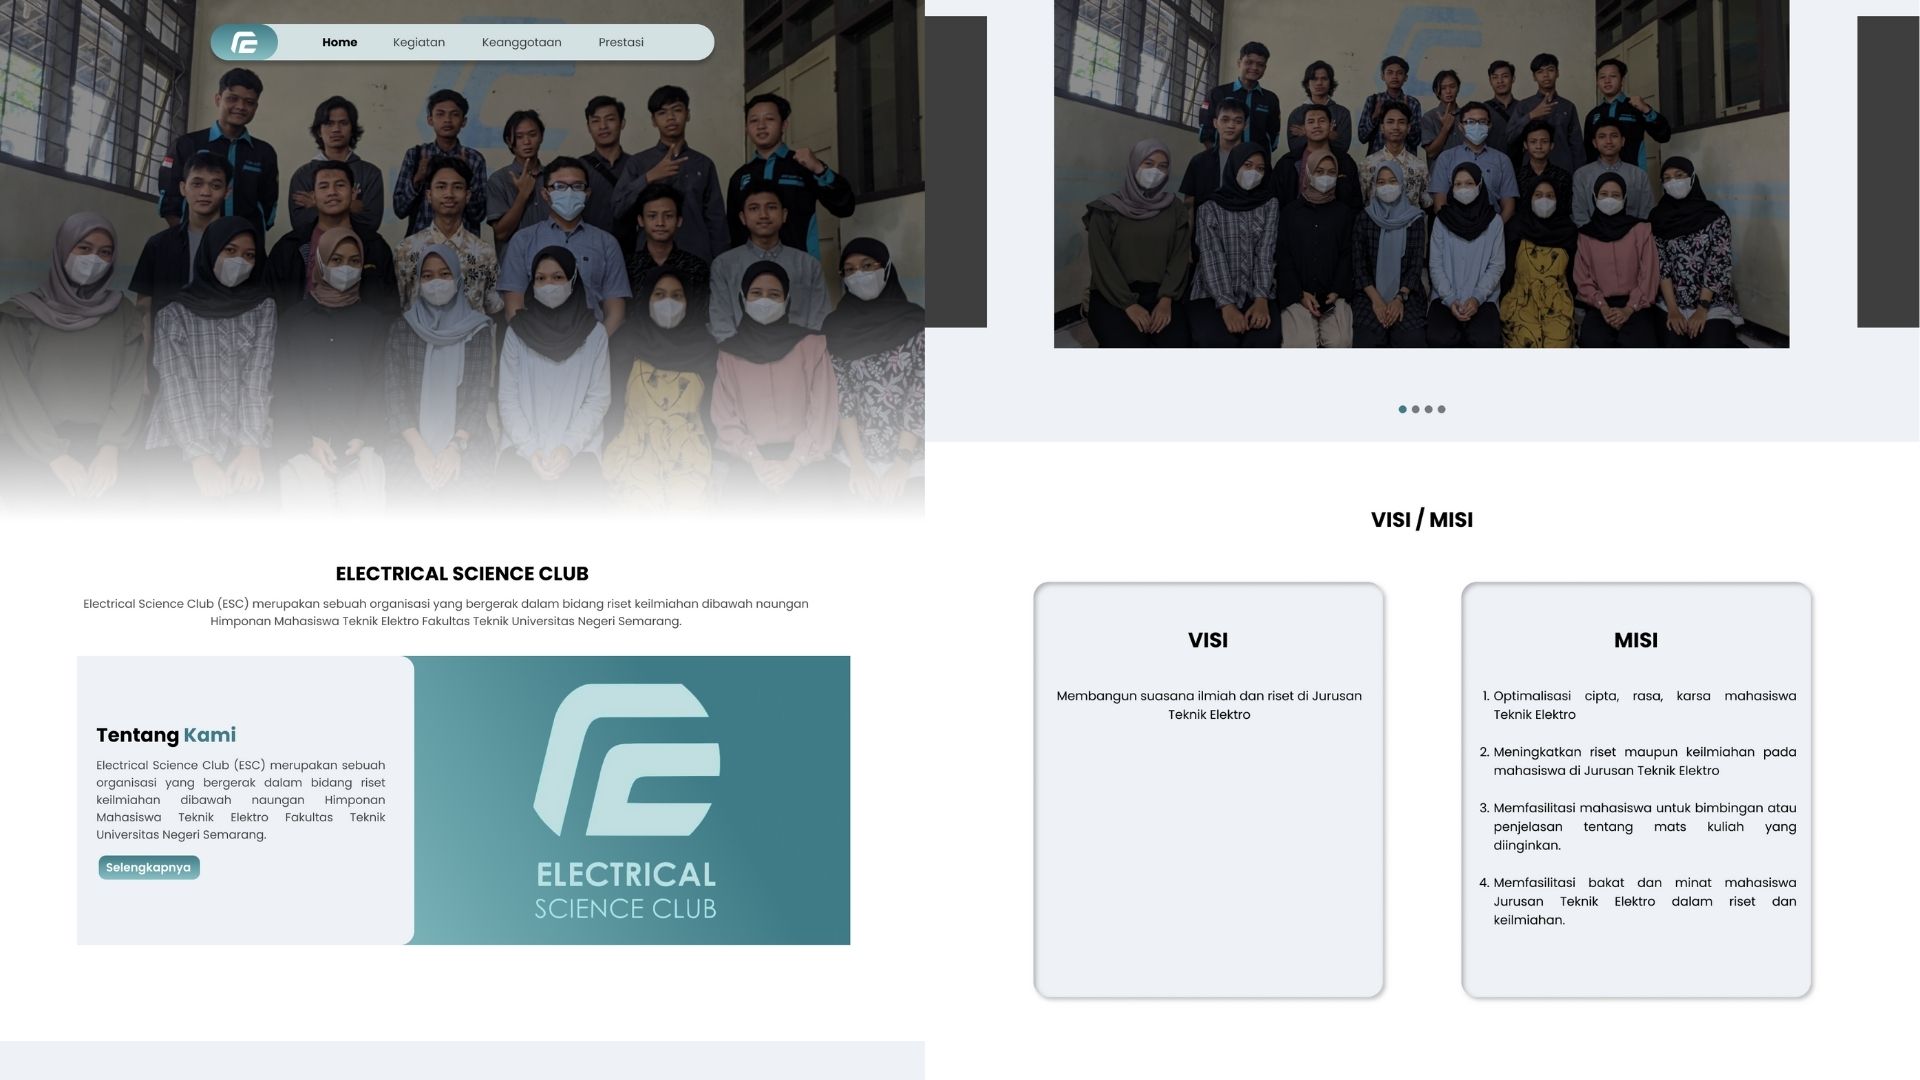 Home Kegiatan Keanggotaan Prestasi
ELECTRICAL SCIENCE CLUB
Electrical Science Club (ESC) merupakan sebuah organisasi yang bergerak dalam bidang riset keilmiahan dibawah naungan
Himponan Mahasiswa Teknik Elektro Fakultas Teknik Universitas Negeri Semarang.
Tentang Kami
Electrical Science Club (ESC) merupakan sebuah
organisasi yang bergerak dalam bidang riset
keilmiahan dibawah naungan Himponan
Mahasiswa Teknik Elektro Fakultas Teknik
Universitas Negeri Semarang.
Selengkapnya
ELECTRICAL
SCIENCE CLUB
VISI / MISI
VISI
Membangun suasana ilmiah dan riset di Jurusan
Teknik Elektro
MISI
1. Optimalisasi cipta, rasa, karsa mahasiswa
Teknik Elektro
2. Meningkatkan riset maupun keilmiahan pada
mahasiswa di Jurusan Teknik Elektro
3. Memfasilitasi mahasiswa untuk bimbingan atau
penjelasan tentang mats kuliah yang
diinginkan.
4. Memfasilitasi bakat dan minat mahasiswa
Jurusan Teknik Elektro dalam riset dan
keilmiahan.